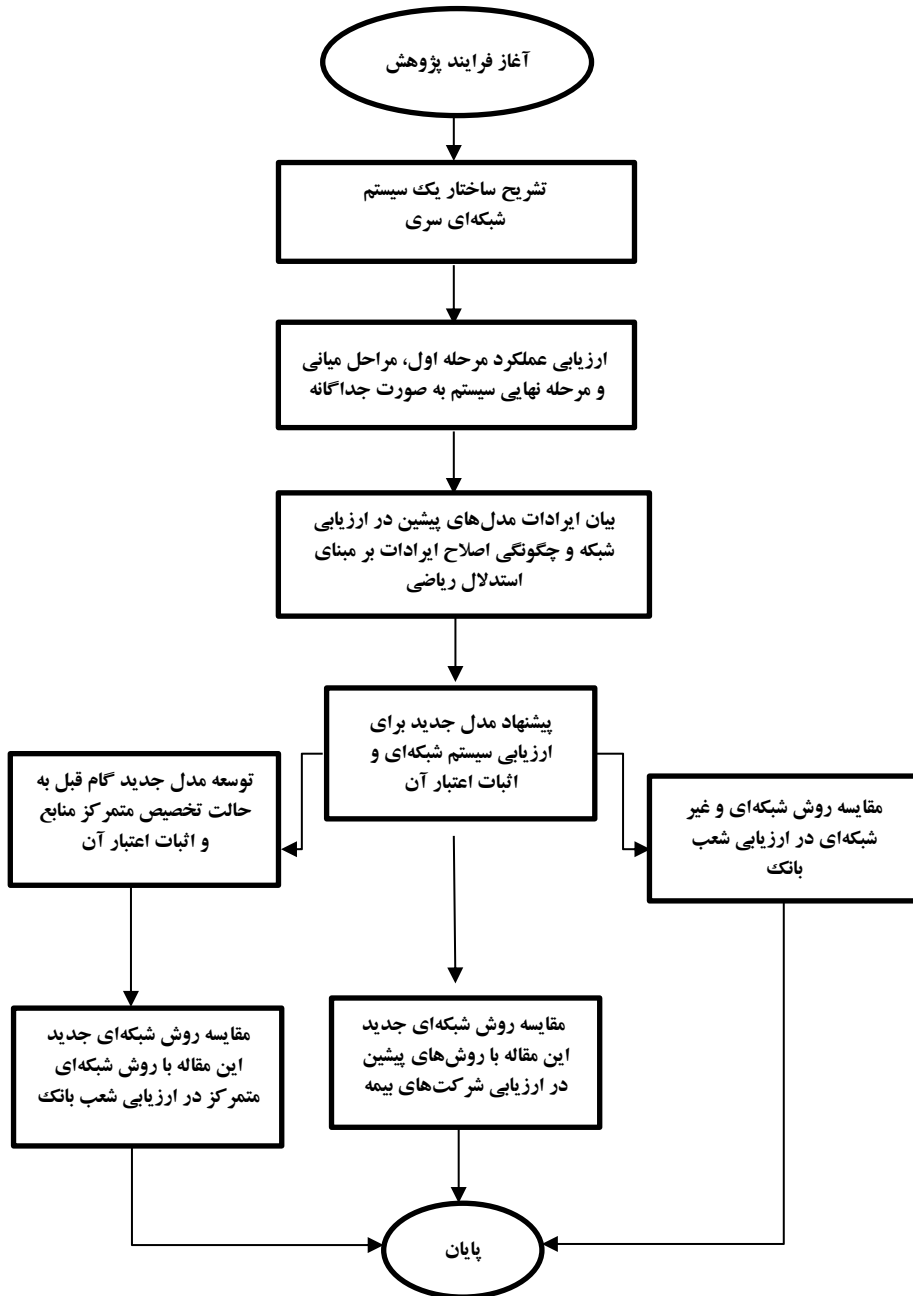 آغاز فرایند پژوهش
تشریح ساختار یک سیستم
شبکه‌ای سری
ارزیابی عملکرد مرحله اول، مراحل میانی
و مرحله نهایی سیستم به صورت جداگانه
بیان ایرادات مدل‌های پیشین در ارزیابی
شبکه و چگونگی اصلاح ایرادات بر مبنای
استدلال ریاضی
پیشنهاد مدل جدید برای
ارزیابی سیستم شبکه‌ای و
اثبات اعتبار آن
مقایسه روش شبکه‌ای و غیر
شبکه‌ای در ارزیابی شعب
بانک
توسعه مدل جدید گام قبل به
حالت تخصیص متمرکز منابع
و اثبات اعتبار آن
مقایسه روش شبکه‌ای جدید
این مقاله با روش‌های پیشین
در ارزیابی شرکت‌های بیمه
مقایسه روش شبکه‌ای جدید
این مقاله با روش شبکه‌ای
متمرکز در ارزیابی شعب بانک
پایان